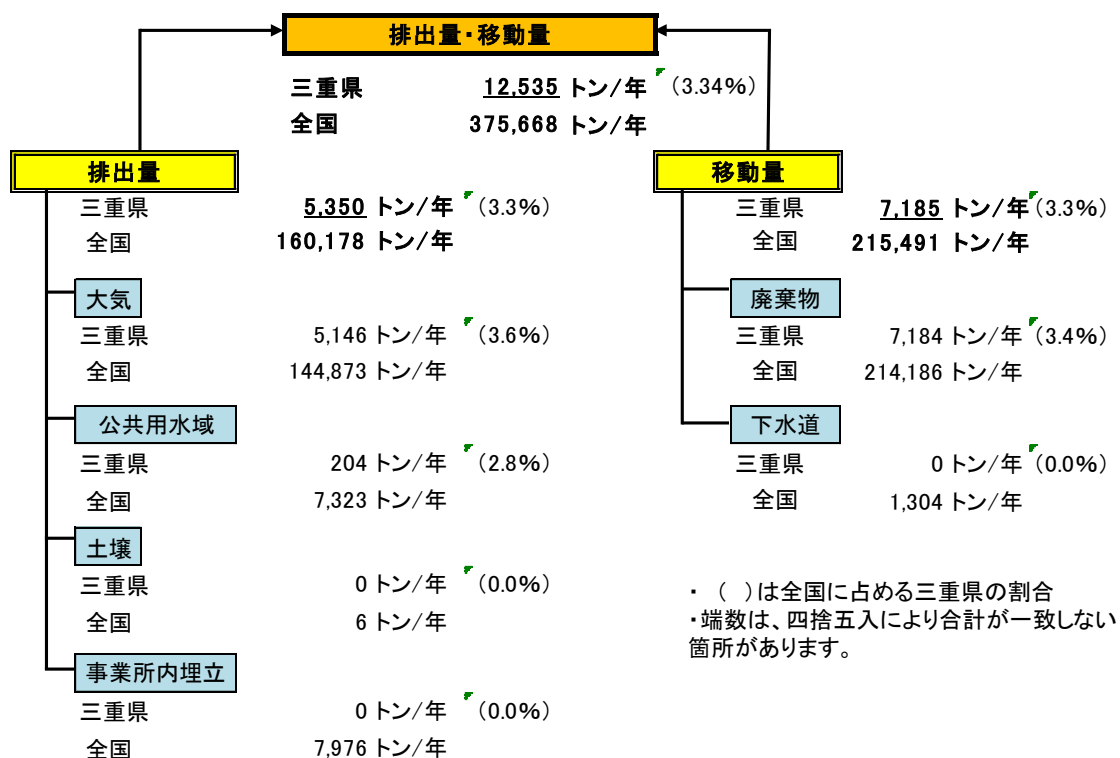 排出量・移動量
三重県 12,535 トン/年 (3.34%)
全国 375,668 トン/年
排出量
三重県 5,350 トン/年 (3.3%)
全国 160,178 トン/年
大気
三重県 5,146 トン/年 (3.6%)
全国 144,873 トン/年
公共用水域
三重県 204 トン/年 (2.8%)
全国 7,323 トン/年
土壌
三重県 0 トン/年 (0.0%)
全国 6 トン/年
事業所内埋立
三重県 0 トン/年 (0.0%)
全国 7,976 トン/年
移動量
三重県 7,185 トン/年 (3.3%)
全国 215,491 トン/年
廃棄物
三重県 7,184 トン/年 (3.4%)
全国 214,186 トン/年
下水道
三重県 0 トン/年 (0.0%)
全国 1,304 トン/年
・ ( )は全国に占める三重県の割合
・端数は、四捨五入により合計が一致しない
箇所があります。